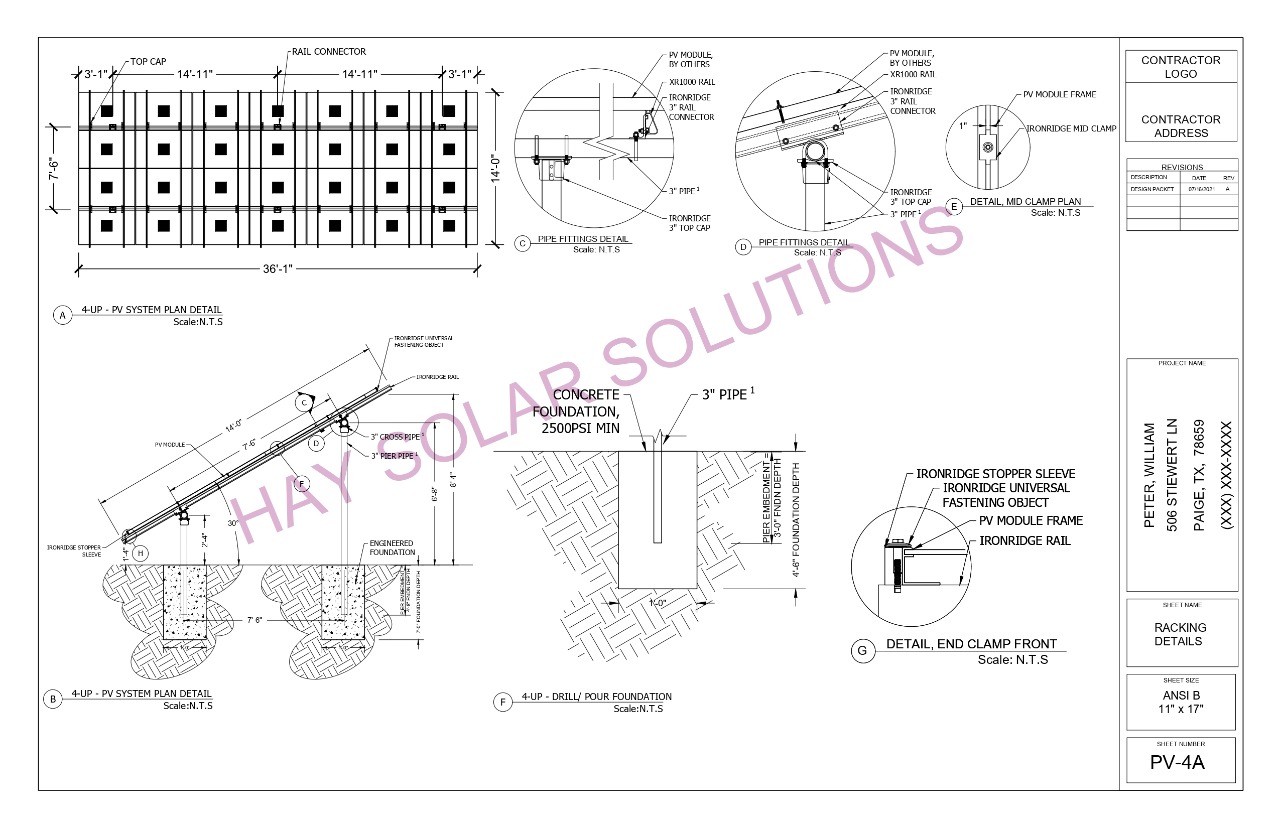 RAIL CONNECTOR
TOP CAP
3'-1"
14'-11"
14'-11"
3'-1"
7'-6"
14'-0"
36'-1"
A
4-UP - PV SYSTEM PLAN DETAIL
Scale:N.T.S
PV MODULE,
BY OTHERS
XR1000 RAIL
IRONRIDGE
3" RAIL
CONNECTOR
3" PIPE 1
IRONRIDGE
3" TOP CAP
C
PIPE FITTINGS DETAIL
Scale: N.T.S
PV MODULE,
BY OTHERS
XR1000 RAIL
IRONRIDGE
3" RAIL
CONNECTOR
IRONRIDGE
3" TOP CAP
3" PIPE 1
D
PIPE FITTINGS DETAIL
Scale: N.T.S
PV MODULE FRAME
1"
IRONRIDGE MID CLAMP
E
DETAIL, MID CLAMP PLAN
Scale: N.T.S
HAY SOLAR SOLUTIONS
IRONRIDGE UNIVERSAL
FASTENING OBJECT
IRONRIDGE RAIL
14'-0"
C
7'-6"
PV MODULE
D
3" CROSS PIPE 1
3" PIER PIPE 1
30°
2'-4"
1'-4"
IRONRIDGE STOPPER
SLEEVE
H
ENGINEERED
FOUNDATION
7' 6"
B
4-UP - PV SYSTEM PLAN DETAIL
Scale:N.T.S
CONCRETE
FOUNDATION,
2500PSI MIN
3" PIPE 1
PIER EMBEDMENT =
3'-0" FNDN DEPTH
4'-6" FOUNDATION DEPTH
1'-0"
F
4-UP - DRILL/ POUR FOUNDATION
Scale:N.T.S
IRONRIDGE STOPPER SLEEVE
IRONRIDGE UNIVERSAL
FASTENING OBJECT
PV MODULE FRAME
IRONRIDGE RAIL
G
DETAIL, END CLAMP FRONT
Scale: N.T.S
CONTRACTOR
LOGO
CONTRACTOR
ADDRESS
REVISIONS
DESCRIPTION DATE REV
DESIGN PACKET 07/16/2021 A
PROJECT NAME
PETER, WILLIAM
506 STIEWERT LN
PAIGE, TX, 78659
(XXX) XXX-XXXX
SHEET NAME
RACKING
DETAILS
SHEET SIZE
ANSI B
11" x 17"
SHEET NUMBER
PV-4A